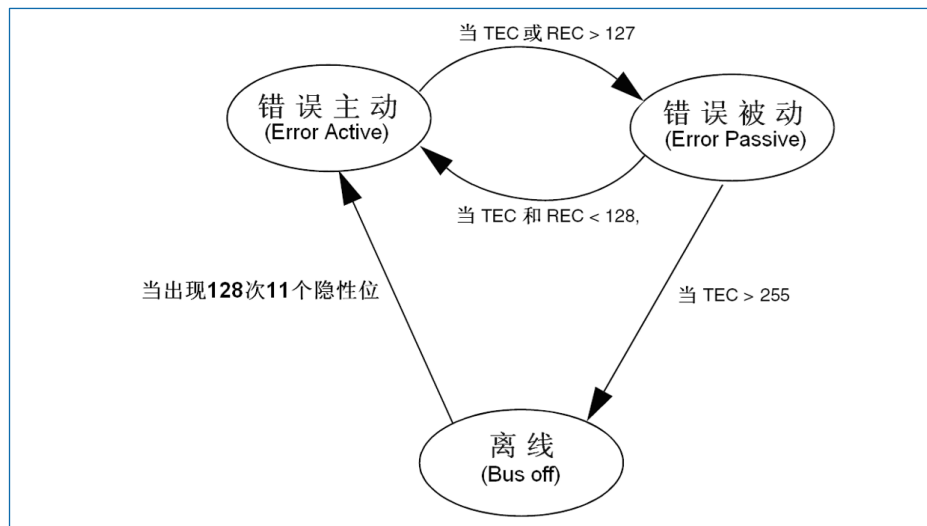 当 TEC 或 REC > 127
错误主动
(Error Active)
错误被动
(Error Passive)
当 TEC 和 REC < 128,
当出现128次11个隐性位
当 TEC > 255
离线
(Bus off)